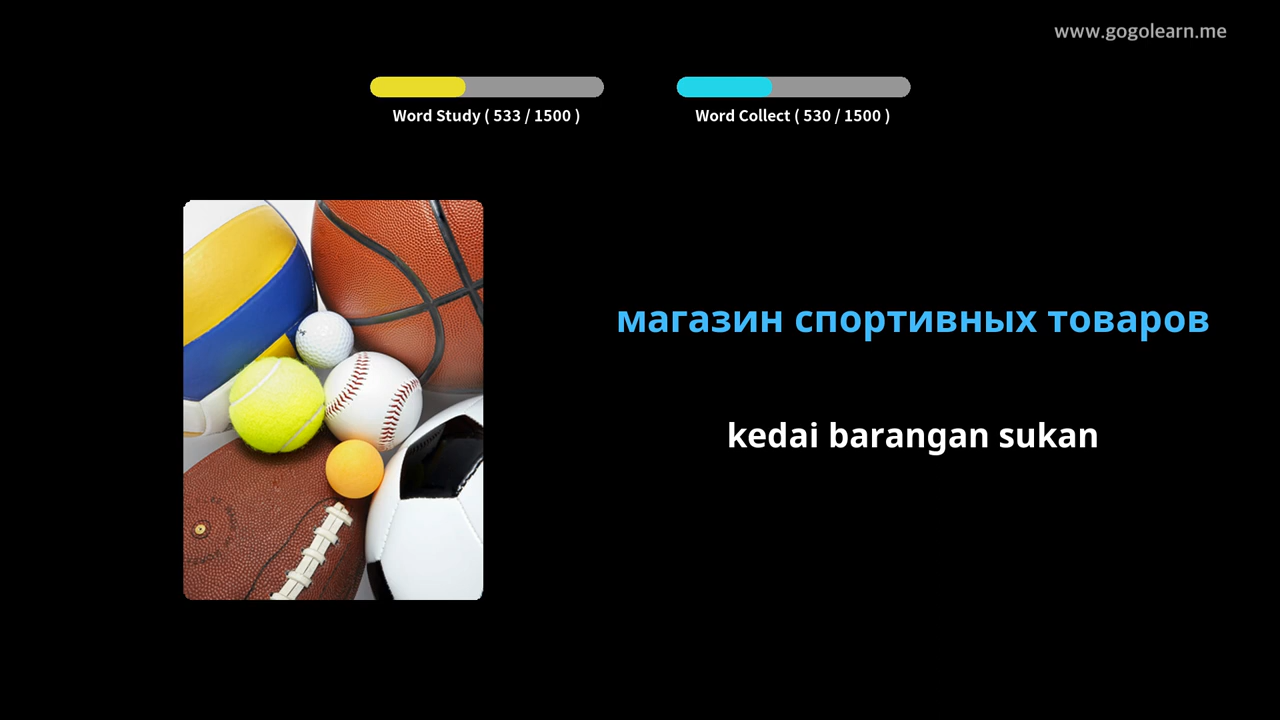 www.gogolearn.me
Word Study ( 533 / 1500 )
Word Collect ( 530 / 1500 )
магазин спортивных товаров
kedai barangan sukan